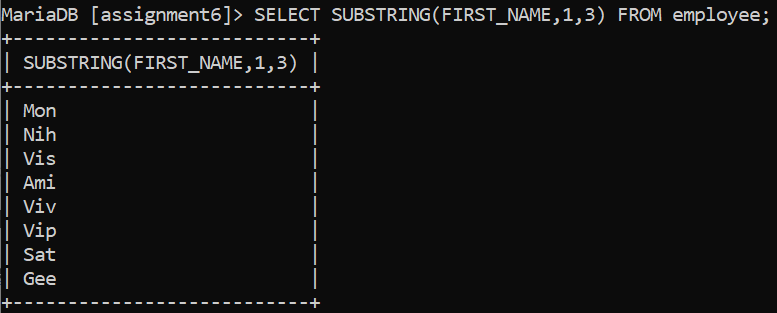 MariaDB [assignment6]> SELECT SUBSTRING(FIRST_NAME,1,3) FROM employee;
+---------------------------+
| SUBSTRING(FIRST_NAME,1,3) |
+---------------------------+
| Mon                       |
| Nih                       |
| Vis                       |
| Ami                       |
| Viv                       |
| Vip                       |
| Sat                       |
| Gee                       |
+---------------------------+